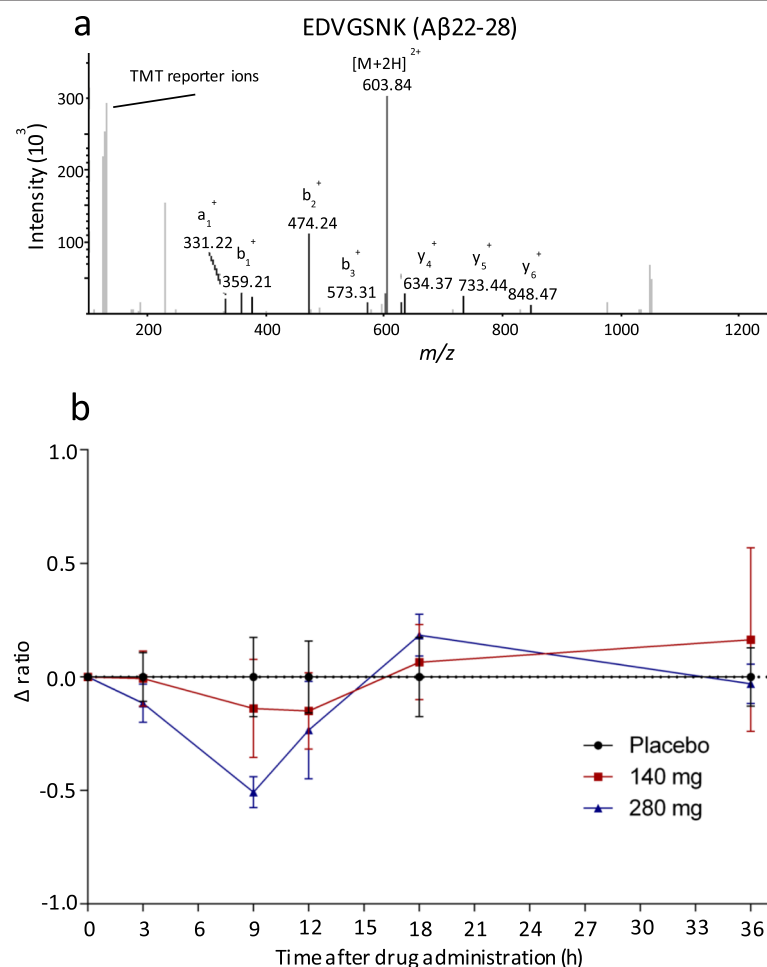 a
EDVGSNK (Aβ22-28)
[M+2H] 2+
603.84
TMT reporter ions
300
200
100
Intensity (10 3)
a1+
331.22
b1+
359.21
b2+
474.24
b3+
573.31
y4+
634.37
y5+
733.44
y6+
848.47
200 400 600 800 1000 1200
m/z
b
1.0
0.5
0.0
-0.5
-1.0
Δ ratio
Placebo
140 mg
280 mg
0 3 6 9 12 15 18 21 24 27 30 33 36
Time after drug administration (h)